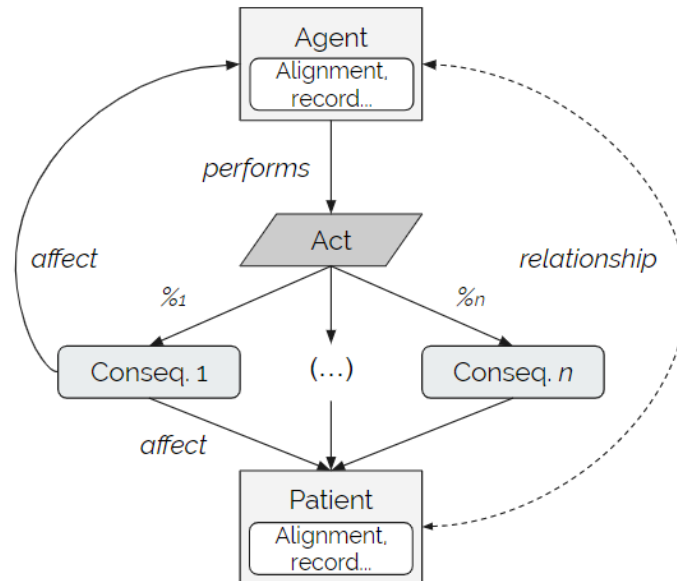 Agent
Alignment,
record...
performs
Act
affect
relationship
%1
%n
Conseq. 1
(...)
Conseq. n
affect
Patient
Alignment,
record...